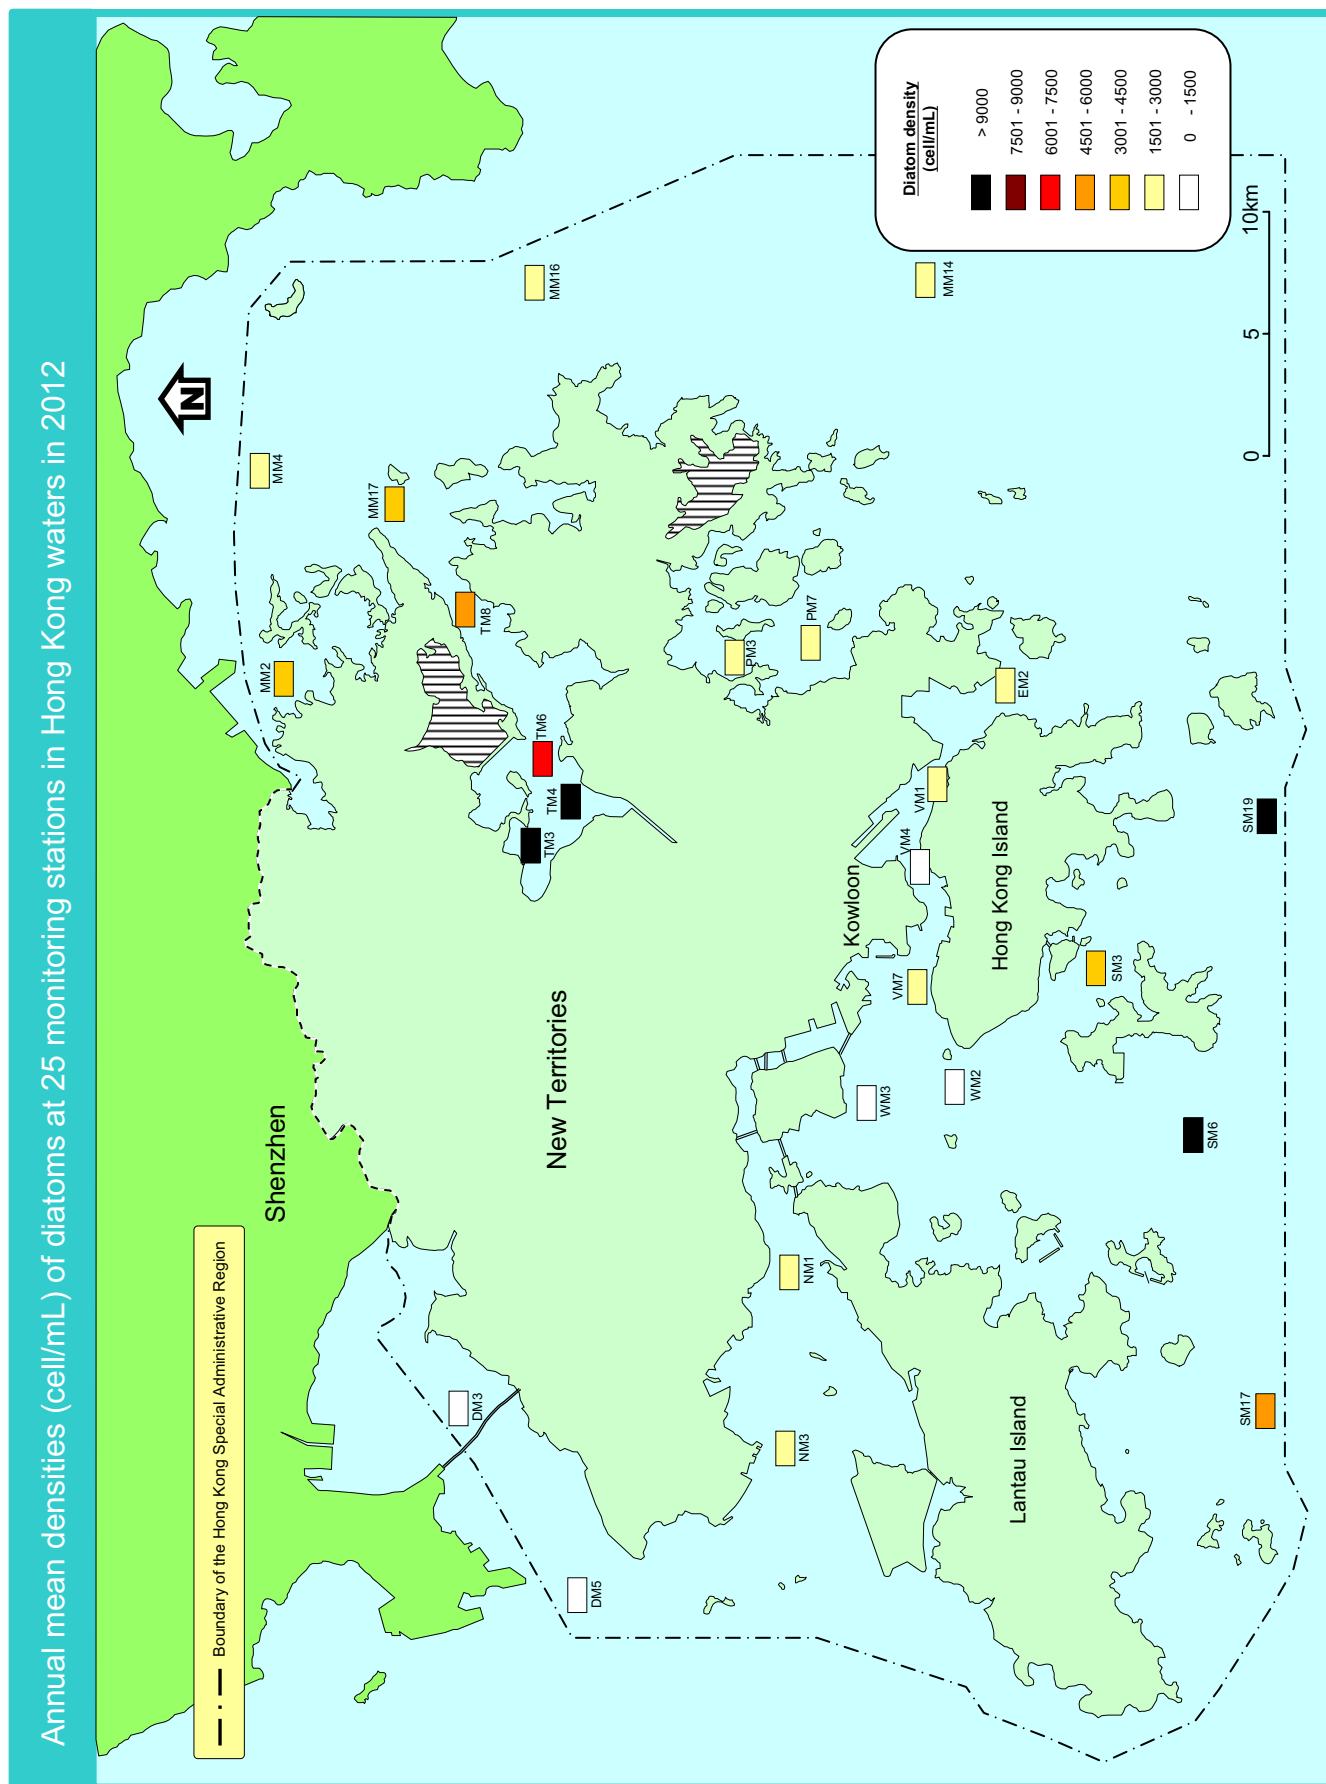 Annual mean densities (cell/mL) of diatoms at 25 monitoring stations in Hong Kong waters in 2012
Boundary of the Hong Kong Special Administrative Region
Shenzhen
N
MM2
MM4
MM17
TM8
DM3
TM3
TM4
TM6
MM16
New Territories
DM5
PM3
PM7
NM3
NM1
WM3
Kowloon
VM7
VM4
VM1
MM14
WM2
Hong Kong Island
EM2
Lantau Island
SM3
SM6
SM17
SM19
Diatom density
(cell/mL)
> 9000
7501 - 9000
6001 - 7500
4501 - 6000
3001 - 4500
1501 - 3000
0 - 1500
0 5 10km